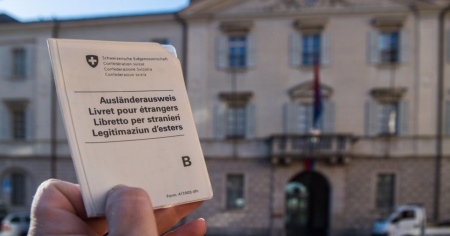 Schweizerische Eidgenossenschaft
Confédération suisse
Confederazione Svizzera
Confederaziun svizra
Ausländerausweis
Livret pour étrangers
Libretto per stranieri
Legitimaziun d'esters
B